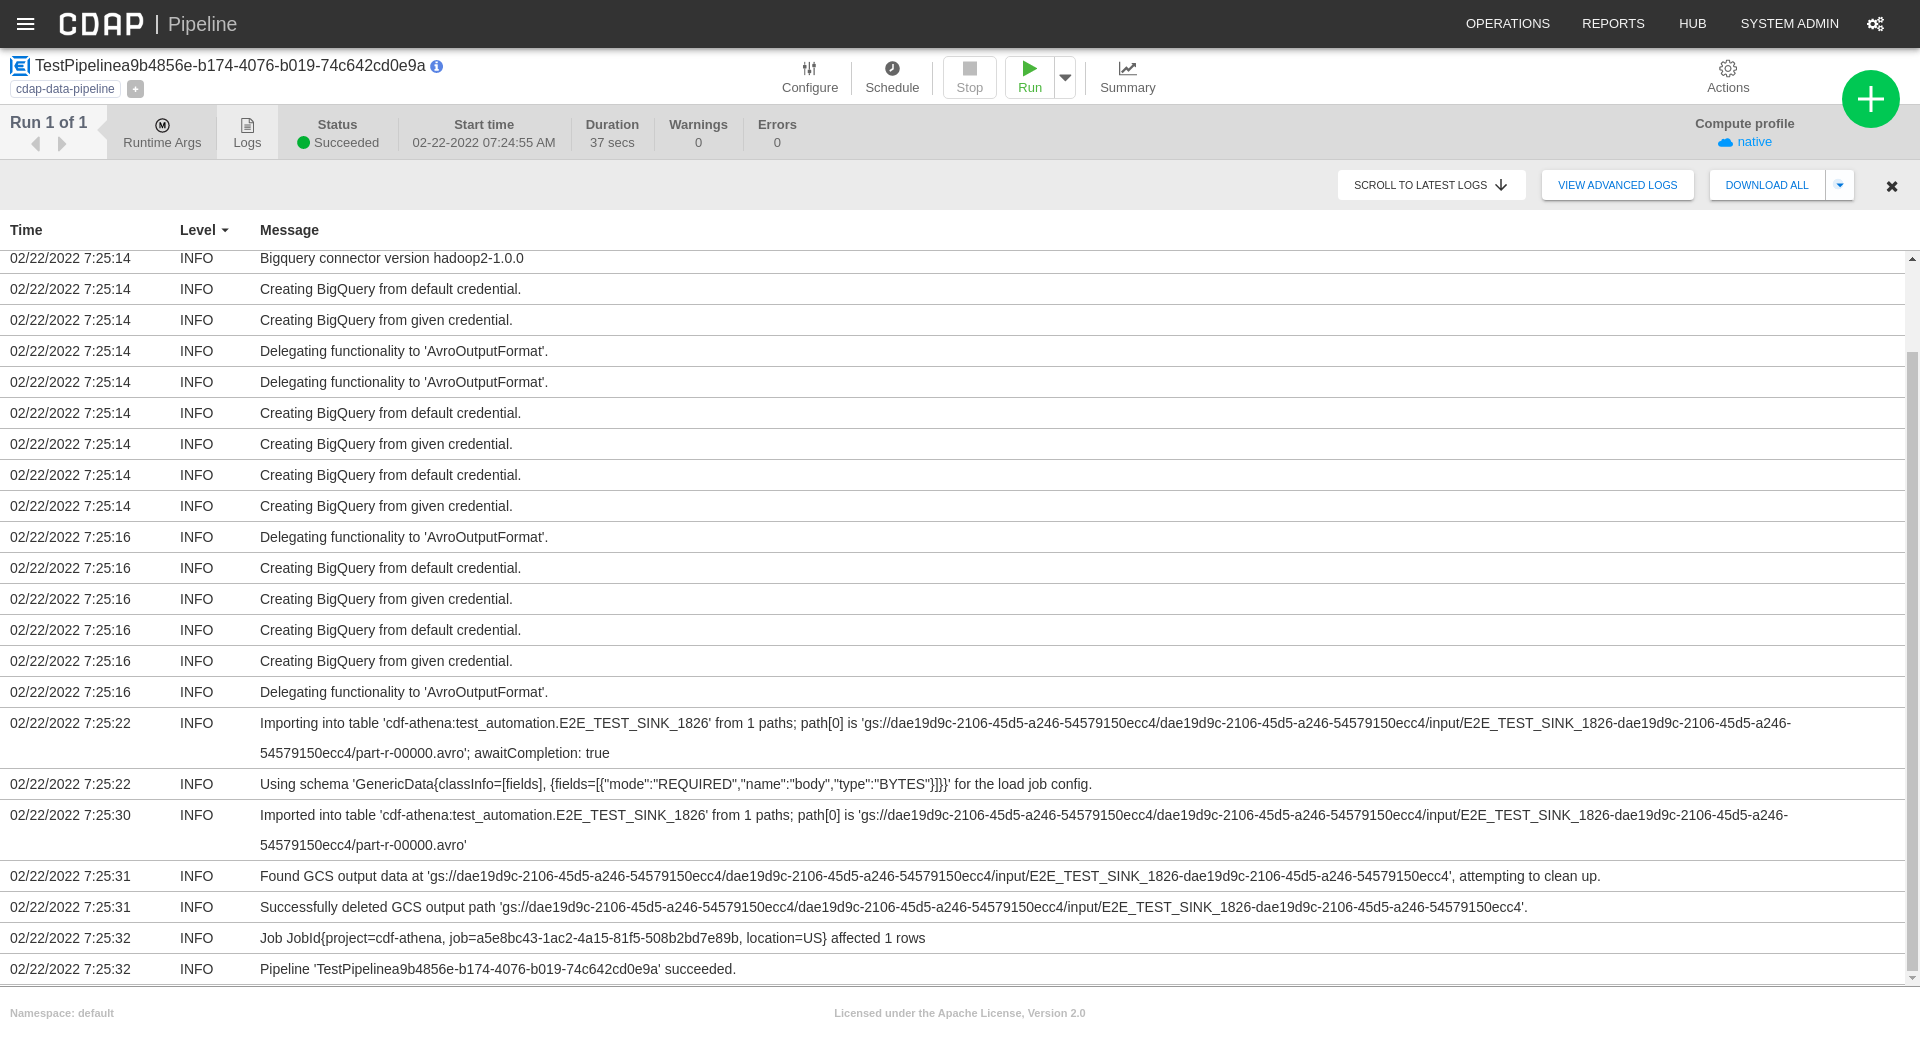 CDAP | Pipeline
OPERATIONS REPORTS HUB SYSTEM ADMIN
TestPipelinea9b4856e-b174-4076-b019-74c642cd0e9a
cdap-data-pipeline +
Configure Schedule Stop Run Summary Actions
Run 1 of 1
Runtime Args
Logs
Status
Succeeded
Start time
02-22-2022 07:24:55 AM
Duration
37 secs
Warnings
0
Errors
0
Compute profile
native
SCROLL TO LATEST LOGS VIEW ADVANCED LOGS DOWNLOAD ALL
Time Level Message
02/22/2022 7:25:14 INFO Bigquery connector version hadoop2-1.0.0
02/22/2022 7:25:14 INFO Creating BigQuery from default credential.
02/22/2022 7:25:14 INFO Creating BigQuery from given credential.
02/22/2022 7:25:14 INFO Delegating functionality to 'AvroOutputFormat'.
02/22/2022 7:25:14 INFO Delegating functionality to 'AvroOutputFormat'.
02/22/2022 7:25:14 INFO Creating BigQuery from default credential.
02/22/2022 7:25:14 INFO Creating BigQuery from given credential.
02/22/2022 7:25:14 INFO Creating BigQuery from default credential.
02/22/2022 7:25:14 INFO Creating BigQuery from given credential.
02/22/2022 7:25:16 INFO Delegating functionality to 'AvroOutputFormat'.
02/22/2022 7:25:16 INFO Creating BigQuery from default credential.
02/22/2022 7:25:16 INFO Creating BigQuery from given credential.
02/22/2022 7:25:16 INFO Creating BigQuery from default credential.
02/22/2022 7:25:16 INFO Creating BigQuery from given credential.
02/22/2022 7:25:16 INFO Delegating functionality to 'AvroOutputFormat'.
02/22/2022 7:25:22 INFO Importing into table 'cdf-athena:test_automation.E2E_TEST_SINK_1826' from 1 paths; path[0] is 'gs://dae19d9c-2106-45d5-a246-54579150ecc4/dae19d9c-2106-45d5-a246-54579150ecc4/input/E2E_TEST_SINK_1826-dae19d9c-2106-45d5-a246-
54579150ecc4/part-r-00000.avro'; awaitCompletion: true
02/22/2022 7:25:22 INFO Using schema 'GenericData{classInfo=[fields], {fields=[{"mode":"REQUIRED","name":"body","type":"BYTES"}]}}' for the load job config.
02/22/2022 7:25:30 INFO Imported into table 'cdf-athena:test_automation.E2E_TEST_SINK_1826' from 1 paths; path[0] is 'gs://dae19d9c-2106-45d5-a246-54579150ecc4/dae19d9c-2106-45d5-a246-54579150ecc4/input/E2E_TEST_SINK_1826-dae19d9c-2106-45d5-a246-
54579150ecc4/part-r-00000.avro'
02/22/2022 7:25:31 INFO Found GCS output data at 'gs://dae19d9c-2106-45d5-a246-54579150ecc4/dae19d9c-2106-45d5-a246-54579150ecc4/input/E2E_TEST_SINK_1826-dae19d9c-2106-45d5-a246-54579150ecc4', attempting to clean up.
02/22/2022 7:25:31 INFO Successfully deleted GCS output path 'gs://dae19d9c-2106-45d5-a246-54579150ecc4/dae19d9c-2106-45d5-a246-54579150ecc4/input/E2E_TEST_SINK_1826-dae19d9c-2106-45d5-a246-54579150ecc4'.
02/22/2022 7:25:32 INFO Job JobId{project=cdf-athena, job=a5e8bc43-1ac2-4a15-81f5-508b2bd7e89b, location=US} affected 1 rows
02/22/2022 7:25:32 INFO Pipeline 'TestPipelinea9b4856e-b174-4076-b019-74c642cd0e9a' succeeded.
Namespace: default Licensed under the Apache License, Version 2.0